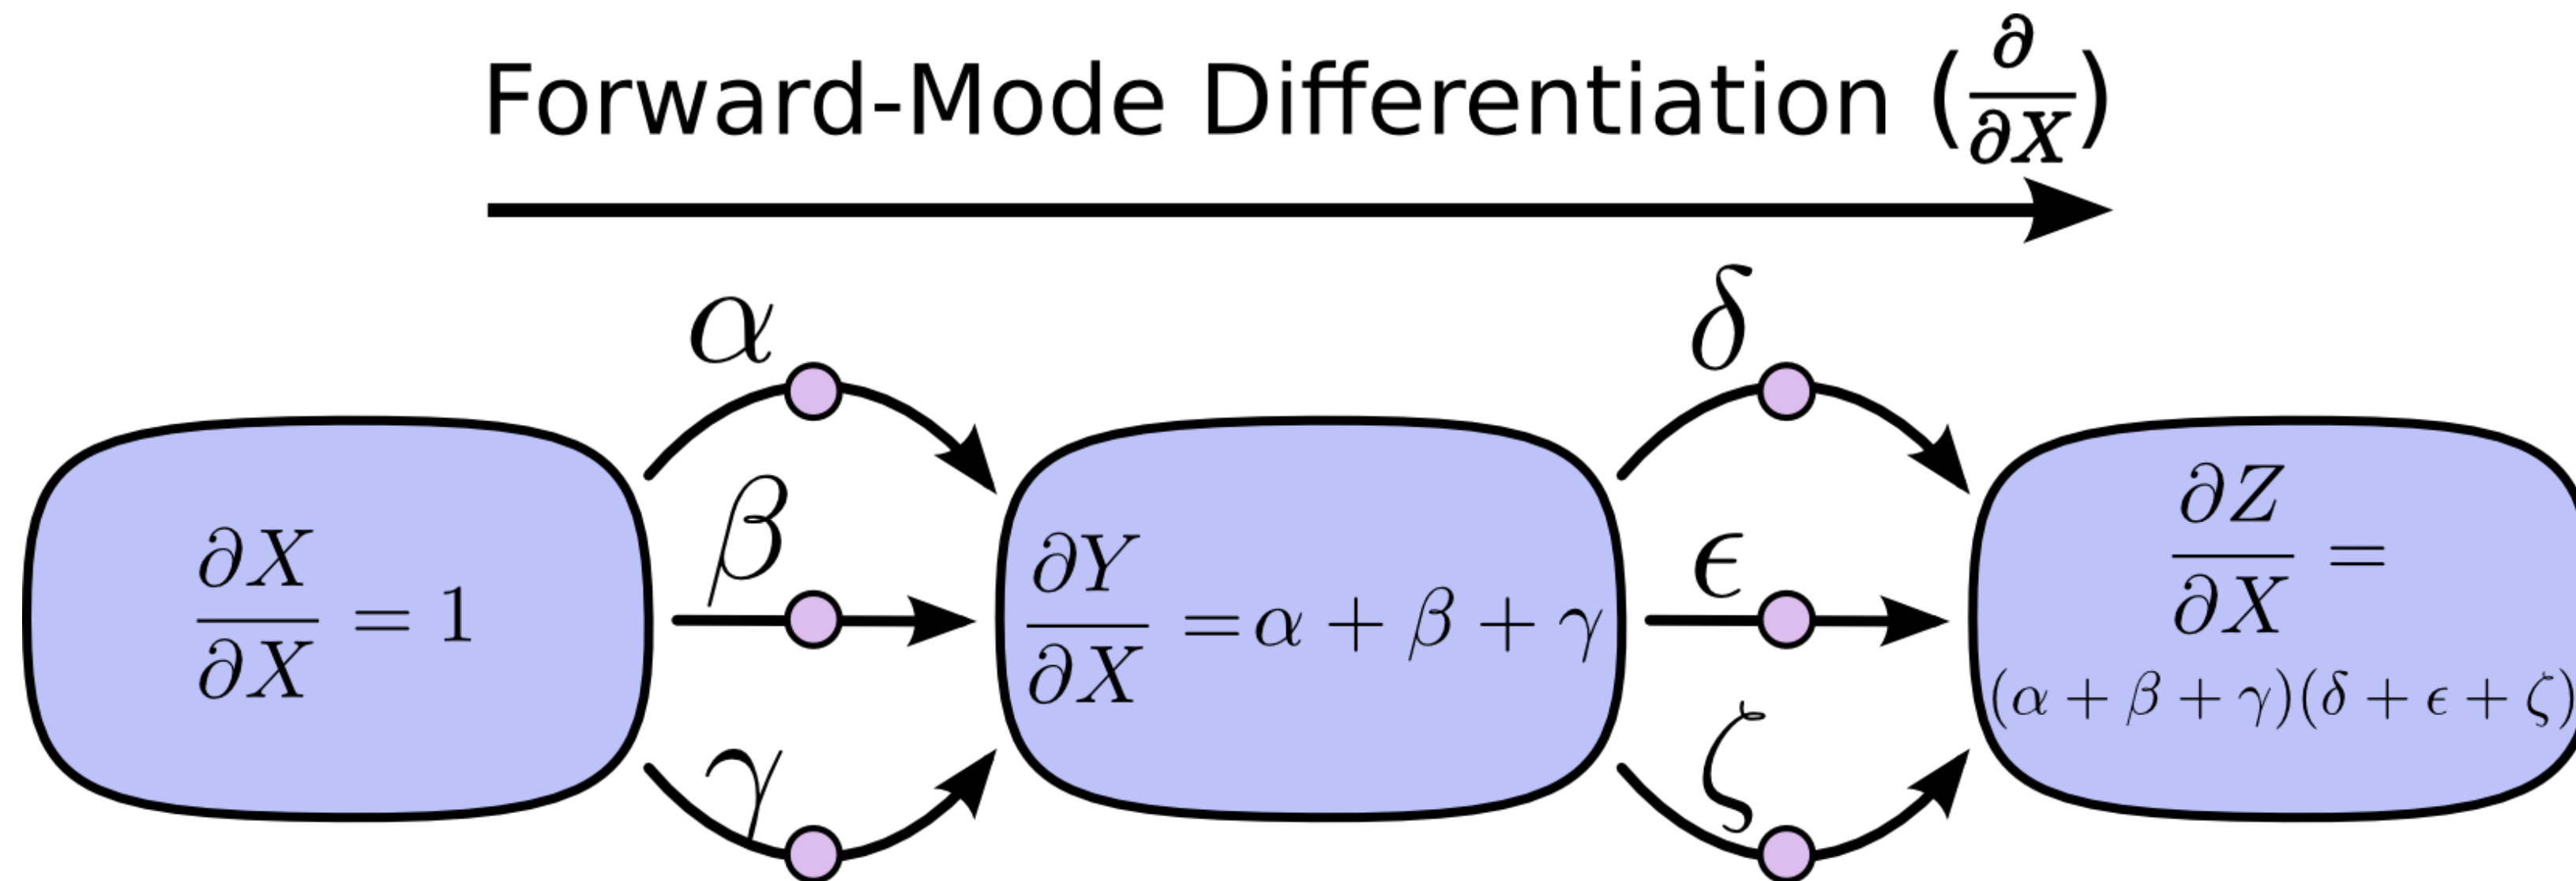 Forward-Mode Differentiation (∂/∂X)
α
δ
β
ϵ
∂X/∂X = 1
∂Y/∂X = α + β + γ
∂Z/∂X =
(α + β + γ)(δ + ϵ + ζ)
γ
ζ